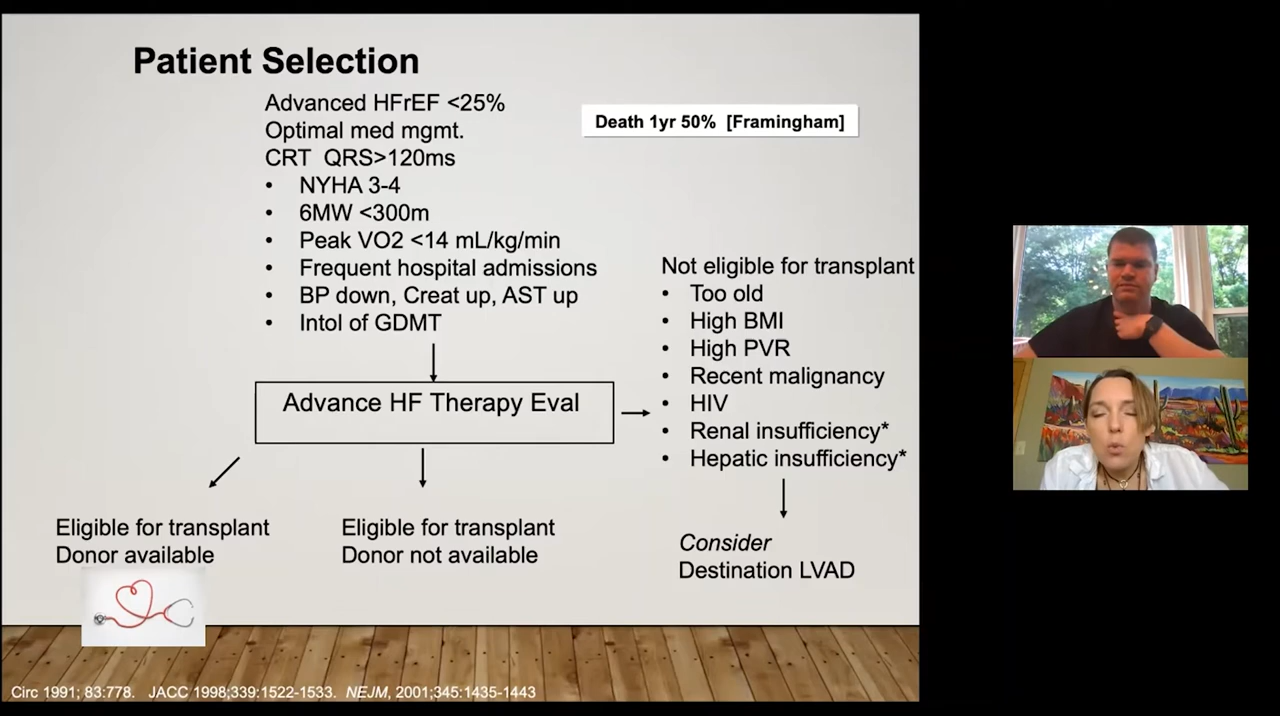 Patient Selection
Advanced HFrEF <25%
Optimal med mgmt.
CRT QRS>120ms
• NYHA 3-4
• 6MW <300m
• Peak VO2 <14 mL/kg/min
• Frequent hospital admissions
• BP down, Creat up, AST up
• Intol of GDMT
Death 1yr 50% [Framingham]
Advance HF Therapy Eval
Not eligible for transplant
• Too old
• High BMI
• High PVR
• Recent malignancy
• HIV
• Renal insufficiency*
• Hepatic insufficiency*
Eligible for transplant
Donor available
Eligible for transplant
Donor not available
Consider
Destination LVAD
Circ 1991; 83:778. JACC 1998;339:1522-1533. NEJM, 2001;345:1435-1443